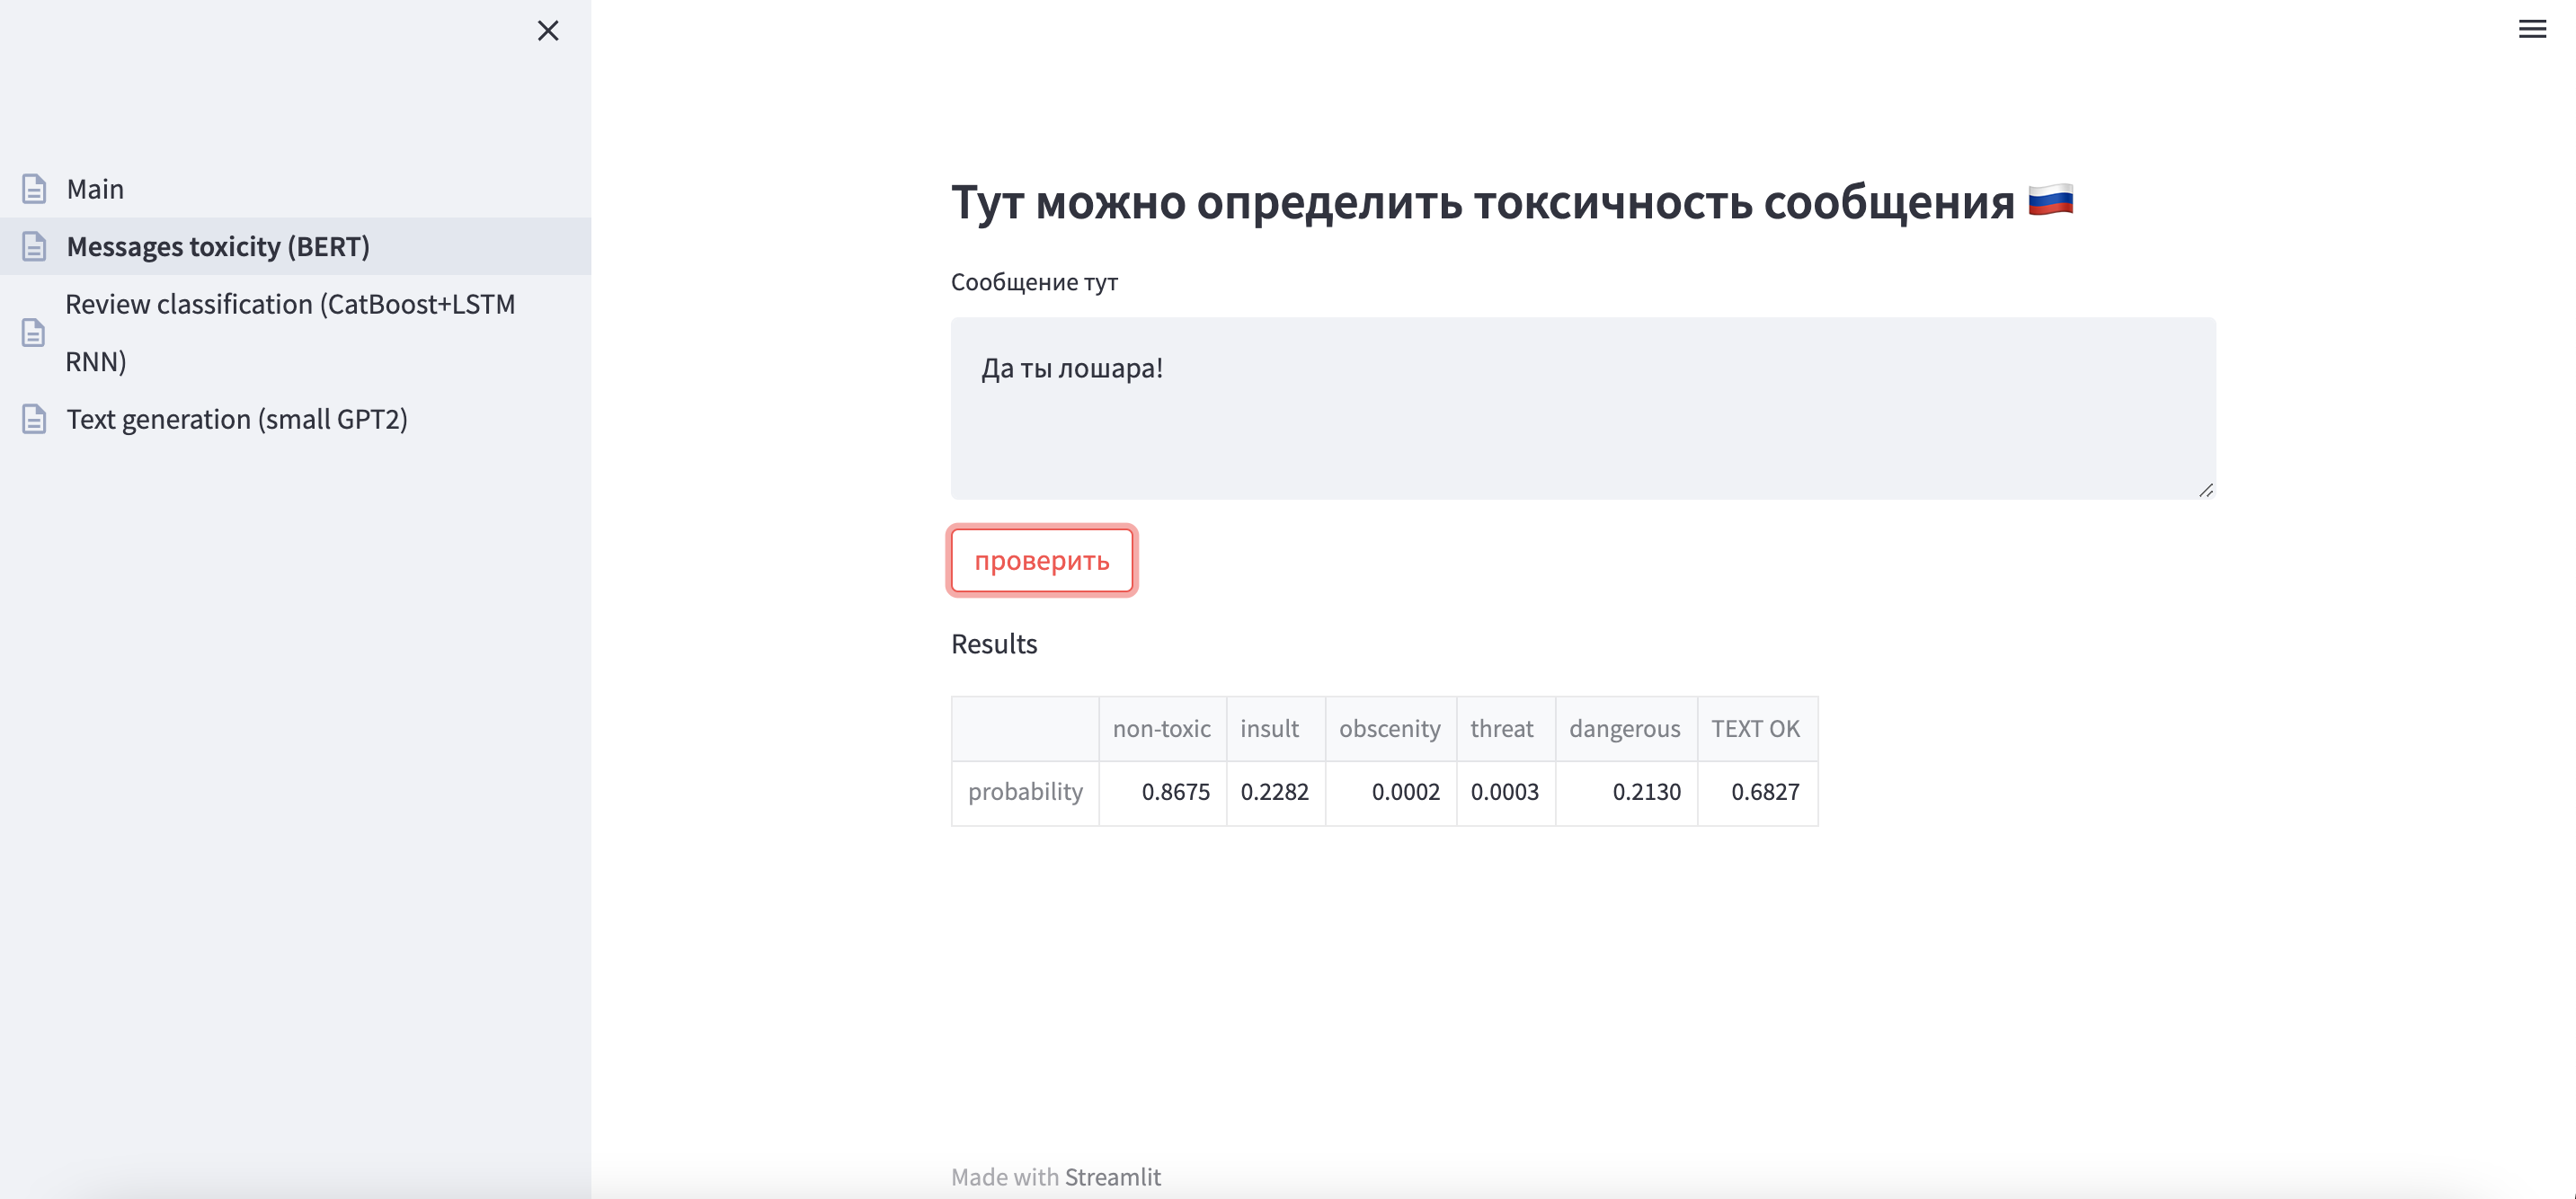 Main
Messages toxicity (BERT)
Review classification (CatBoost+LSTM
RNN)
Text generation (small GPT2)
Тут можно определить токсичность сообщения
Сообщение тут
Да ты лошара!
проверить
Results
non-toxic insult obscenity threat dangerous TEXT OK
probability 0.8675 0.2282 0.0002 0.0003 0.2130 0.6827
Made with Streamlit